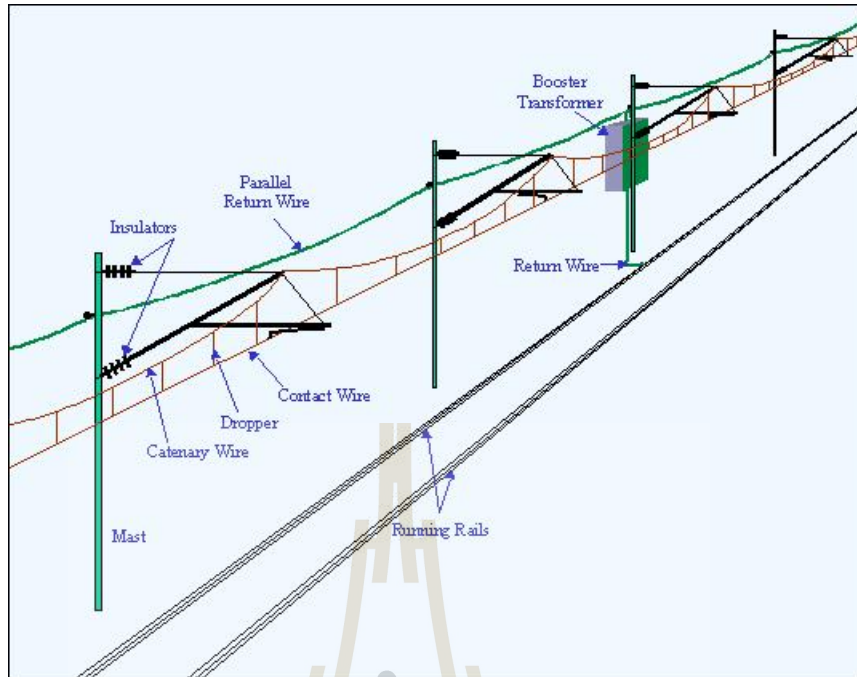 Booster
Transformer
Parallel
Return Wire
Insulators
Return Wire
Contact Wire
Dropper
Catenary Wire
Running Rails
Mast